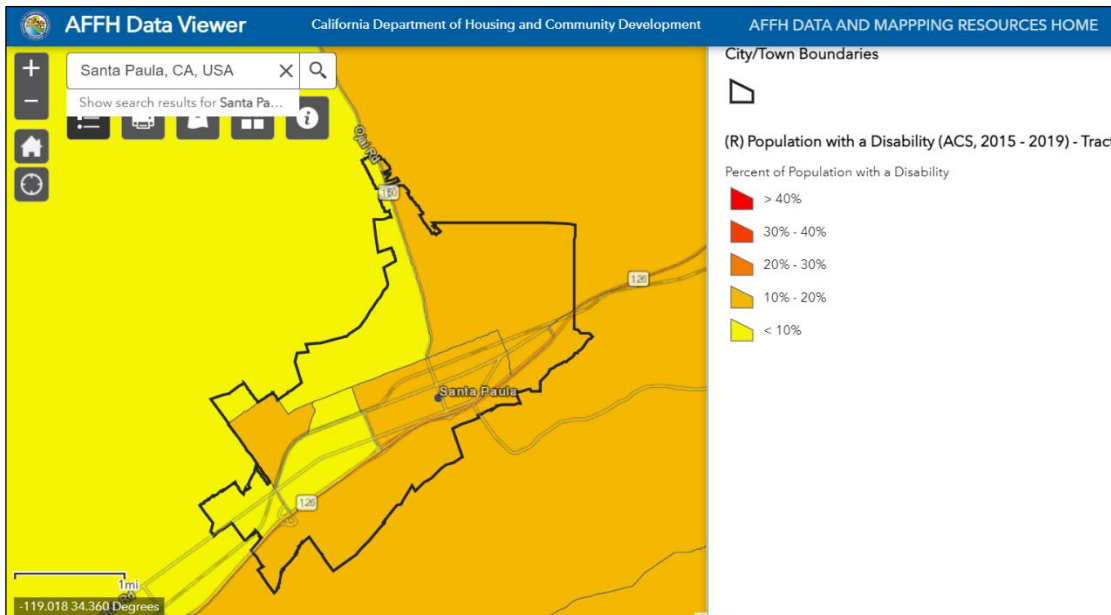 AFFH Data Viewer
California Department of Housing and Community Development
AFFH DATA AND MAPPPING RESOURCES HOME
+
−
Santa Paula, CA, USA
Show search results for Santa Pa...
Ojai Rd
150
126
Santa Paula
126
1mi
-119.018 34.360 Degrees
City/Town Boundaries
(R) Population with a Disability (ACS, 2015 - 2019) - Tract
Percent of Population with a Disability
> 40%
30% - 40%
20% - 30%
10% - 20%
< 10%